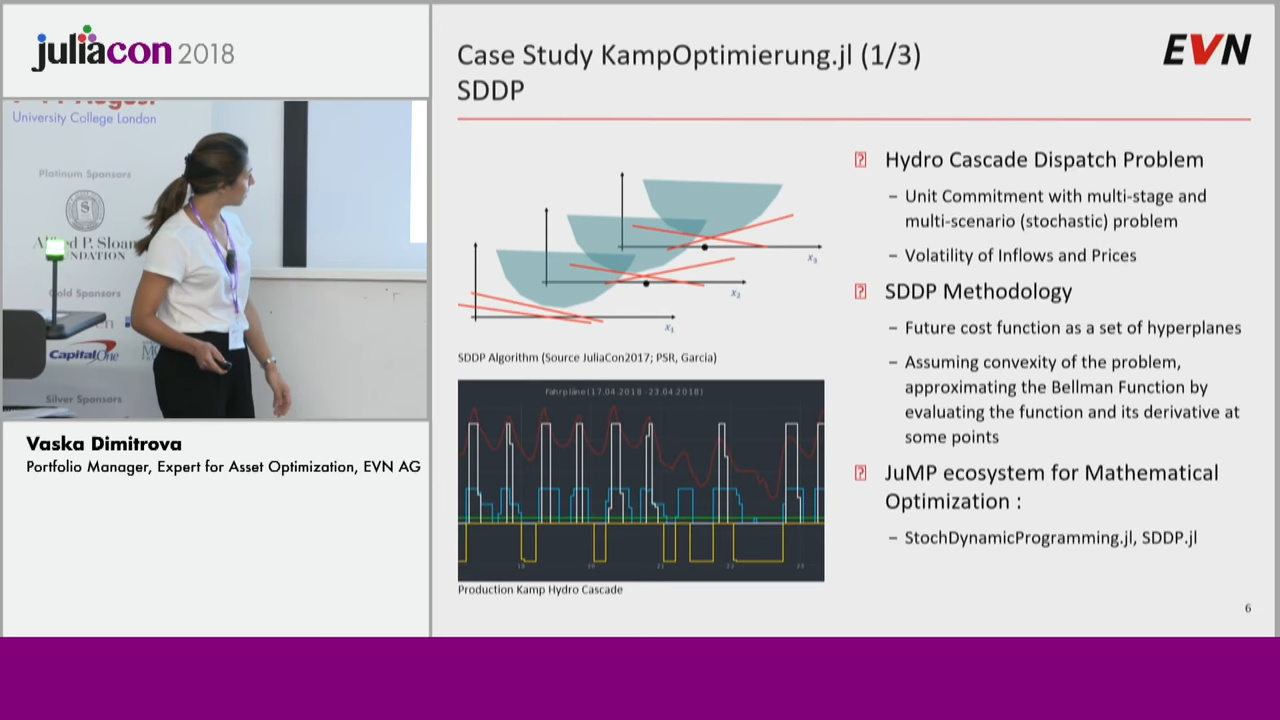 juliacon 2018
University College London
Platinum Sponsors
Gold Sponsors
CapitalOne
Silver Sponsors
Vaska Dimitrova
Portfolio Manager, Expert for Asset Optimization, EVN AG
Case Study KampOptimierung.jl (1/3)
SDDP
EVN
x1
x2
x3
SDDP Algorithm (Source JuliaCon2017; PSR, Garcia)
Fahrpläne (17.04.2018 - 23.04.2018)
19
20
21
22
23
Production Kamp Hydro Cascade
Hydro Cascade Dispatch Problem
– Unit Commitment with multi-stage and
multi-scenario (stochastic) problem
– Volatility of Inflows and Prices
SDDP Methodology
– Future cost function as a set of hyperplanes
– Assuming convexity of the problem,
approximating the Bellman Function by
evaluating the function and its derivative at
some points
JuMP ecosystem for Mathematical
Optimization :
– StochDynamicProgramming.jl, SDDP.jl
6